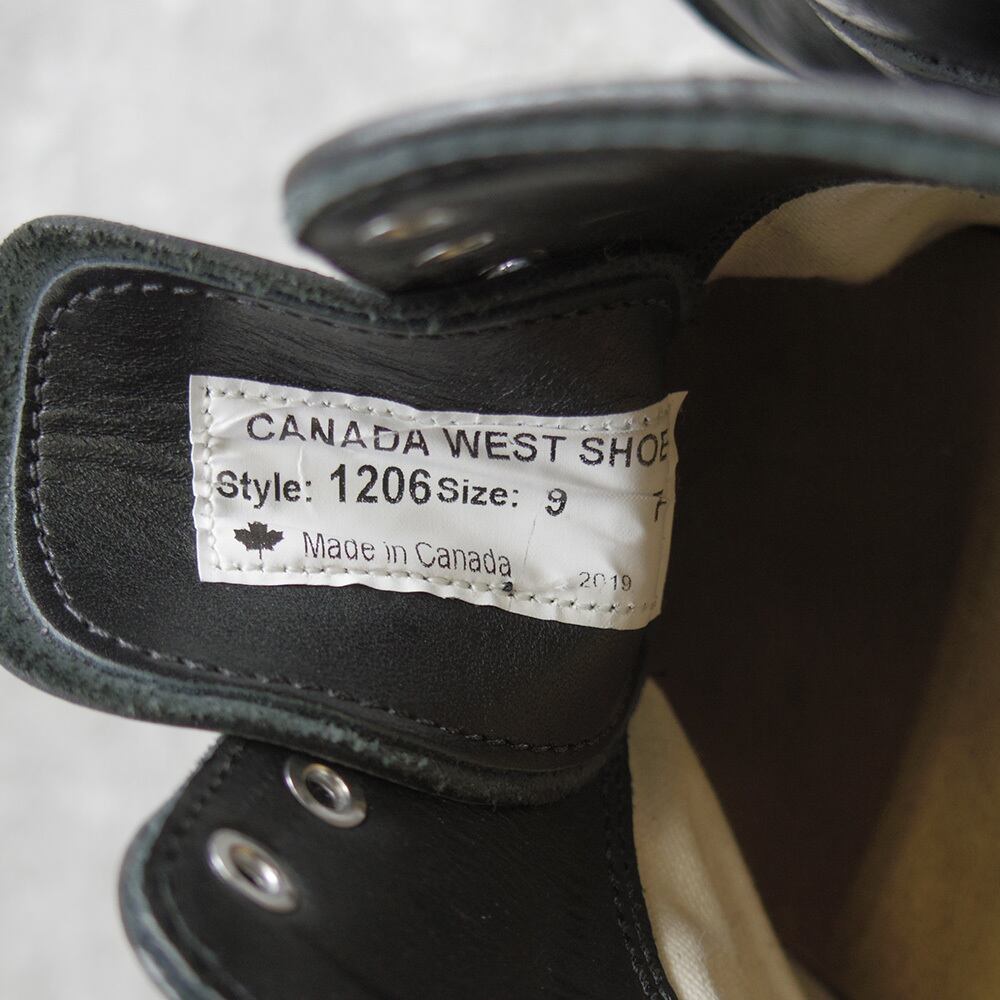 CANADA WEST SHOE
Style: 1206 Size: 9
Made in Canada
2019